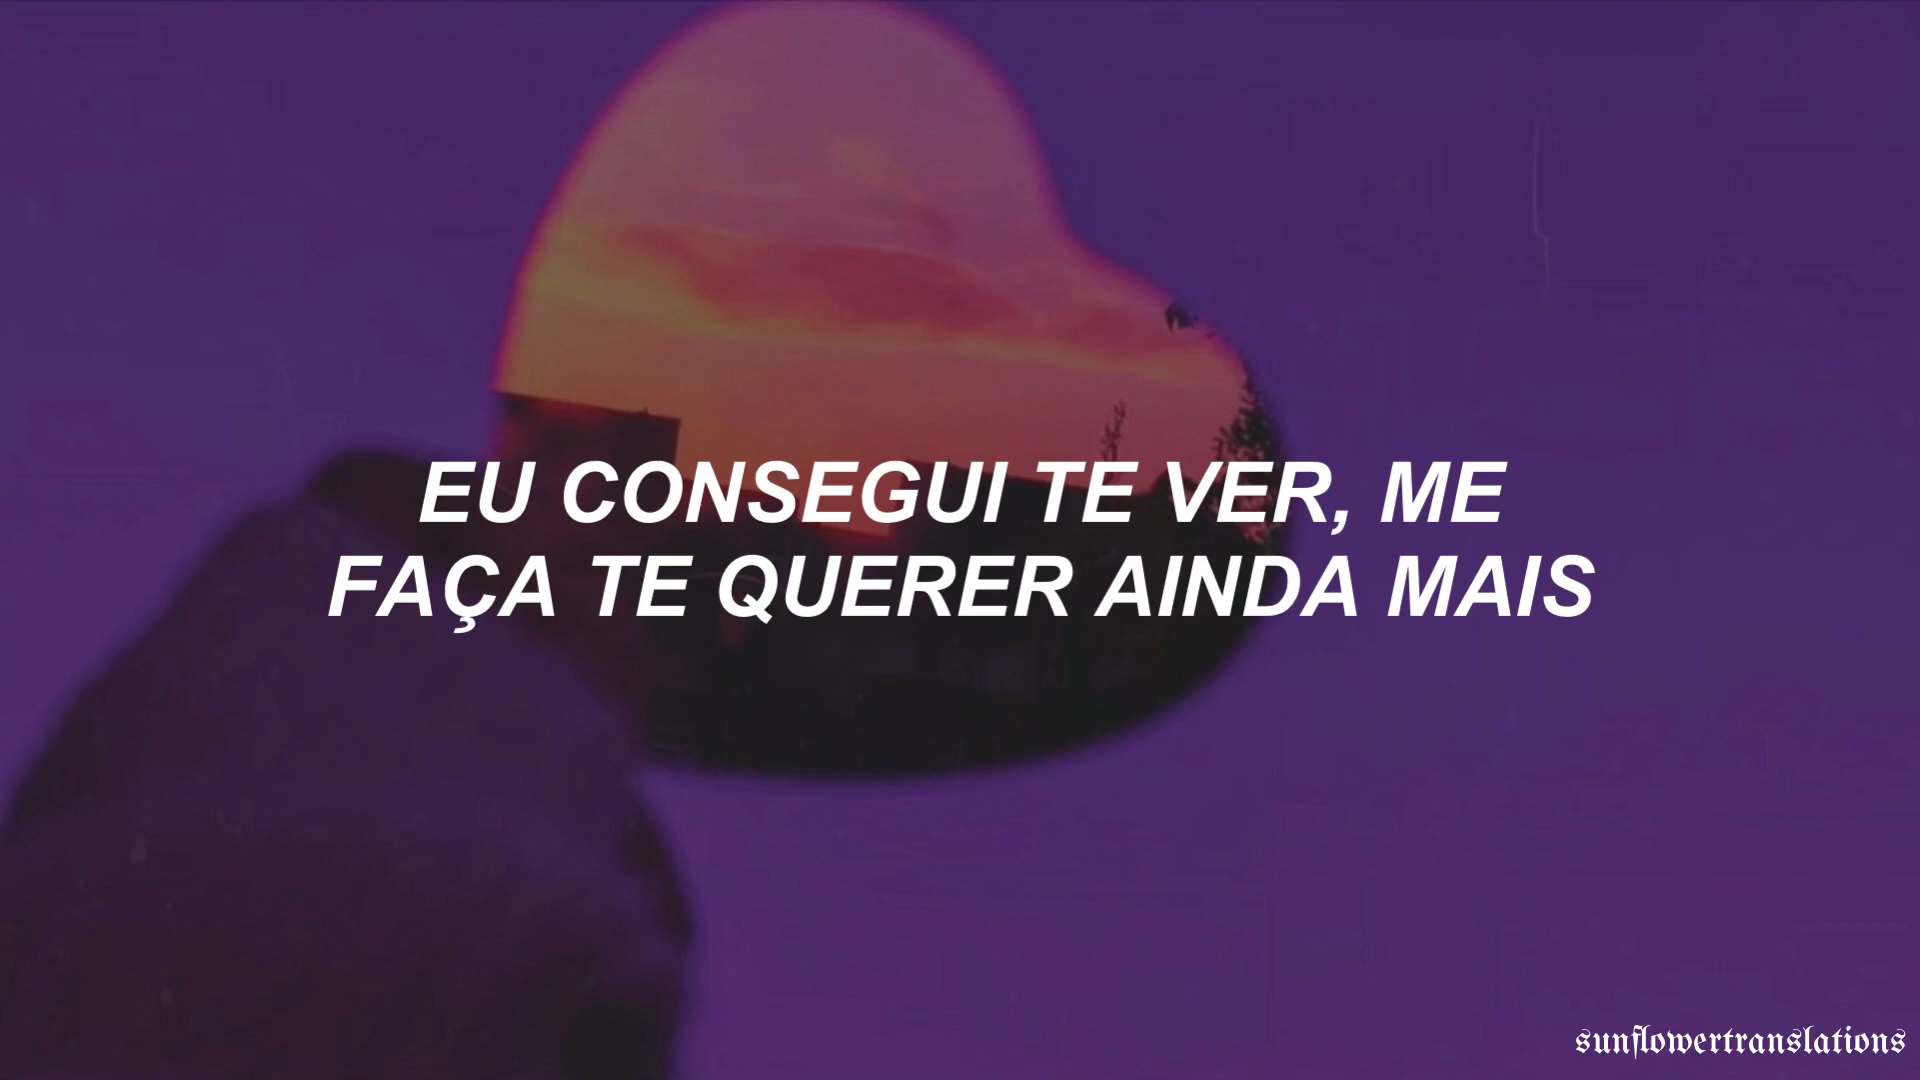 EU CONSEGUI TE VER, ME
FAÇA TE QUERER AINDA MAIS
sunflowertranslations